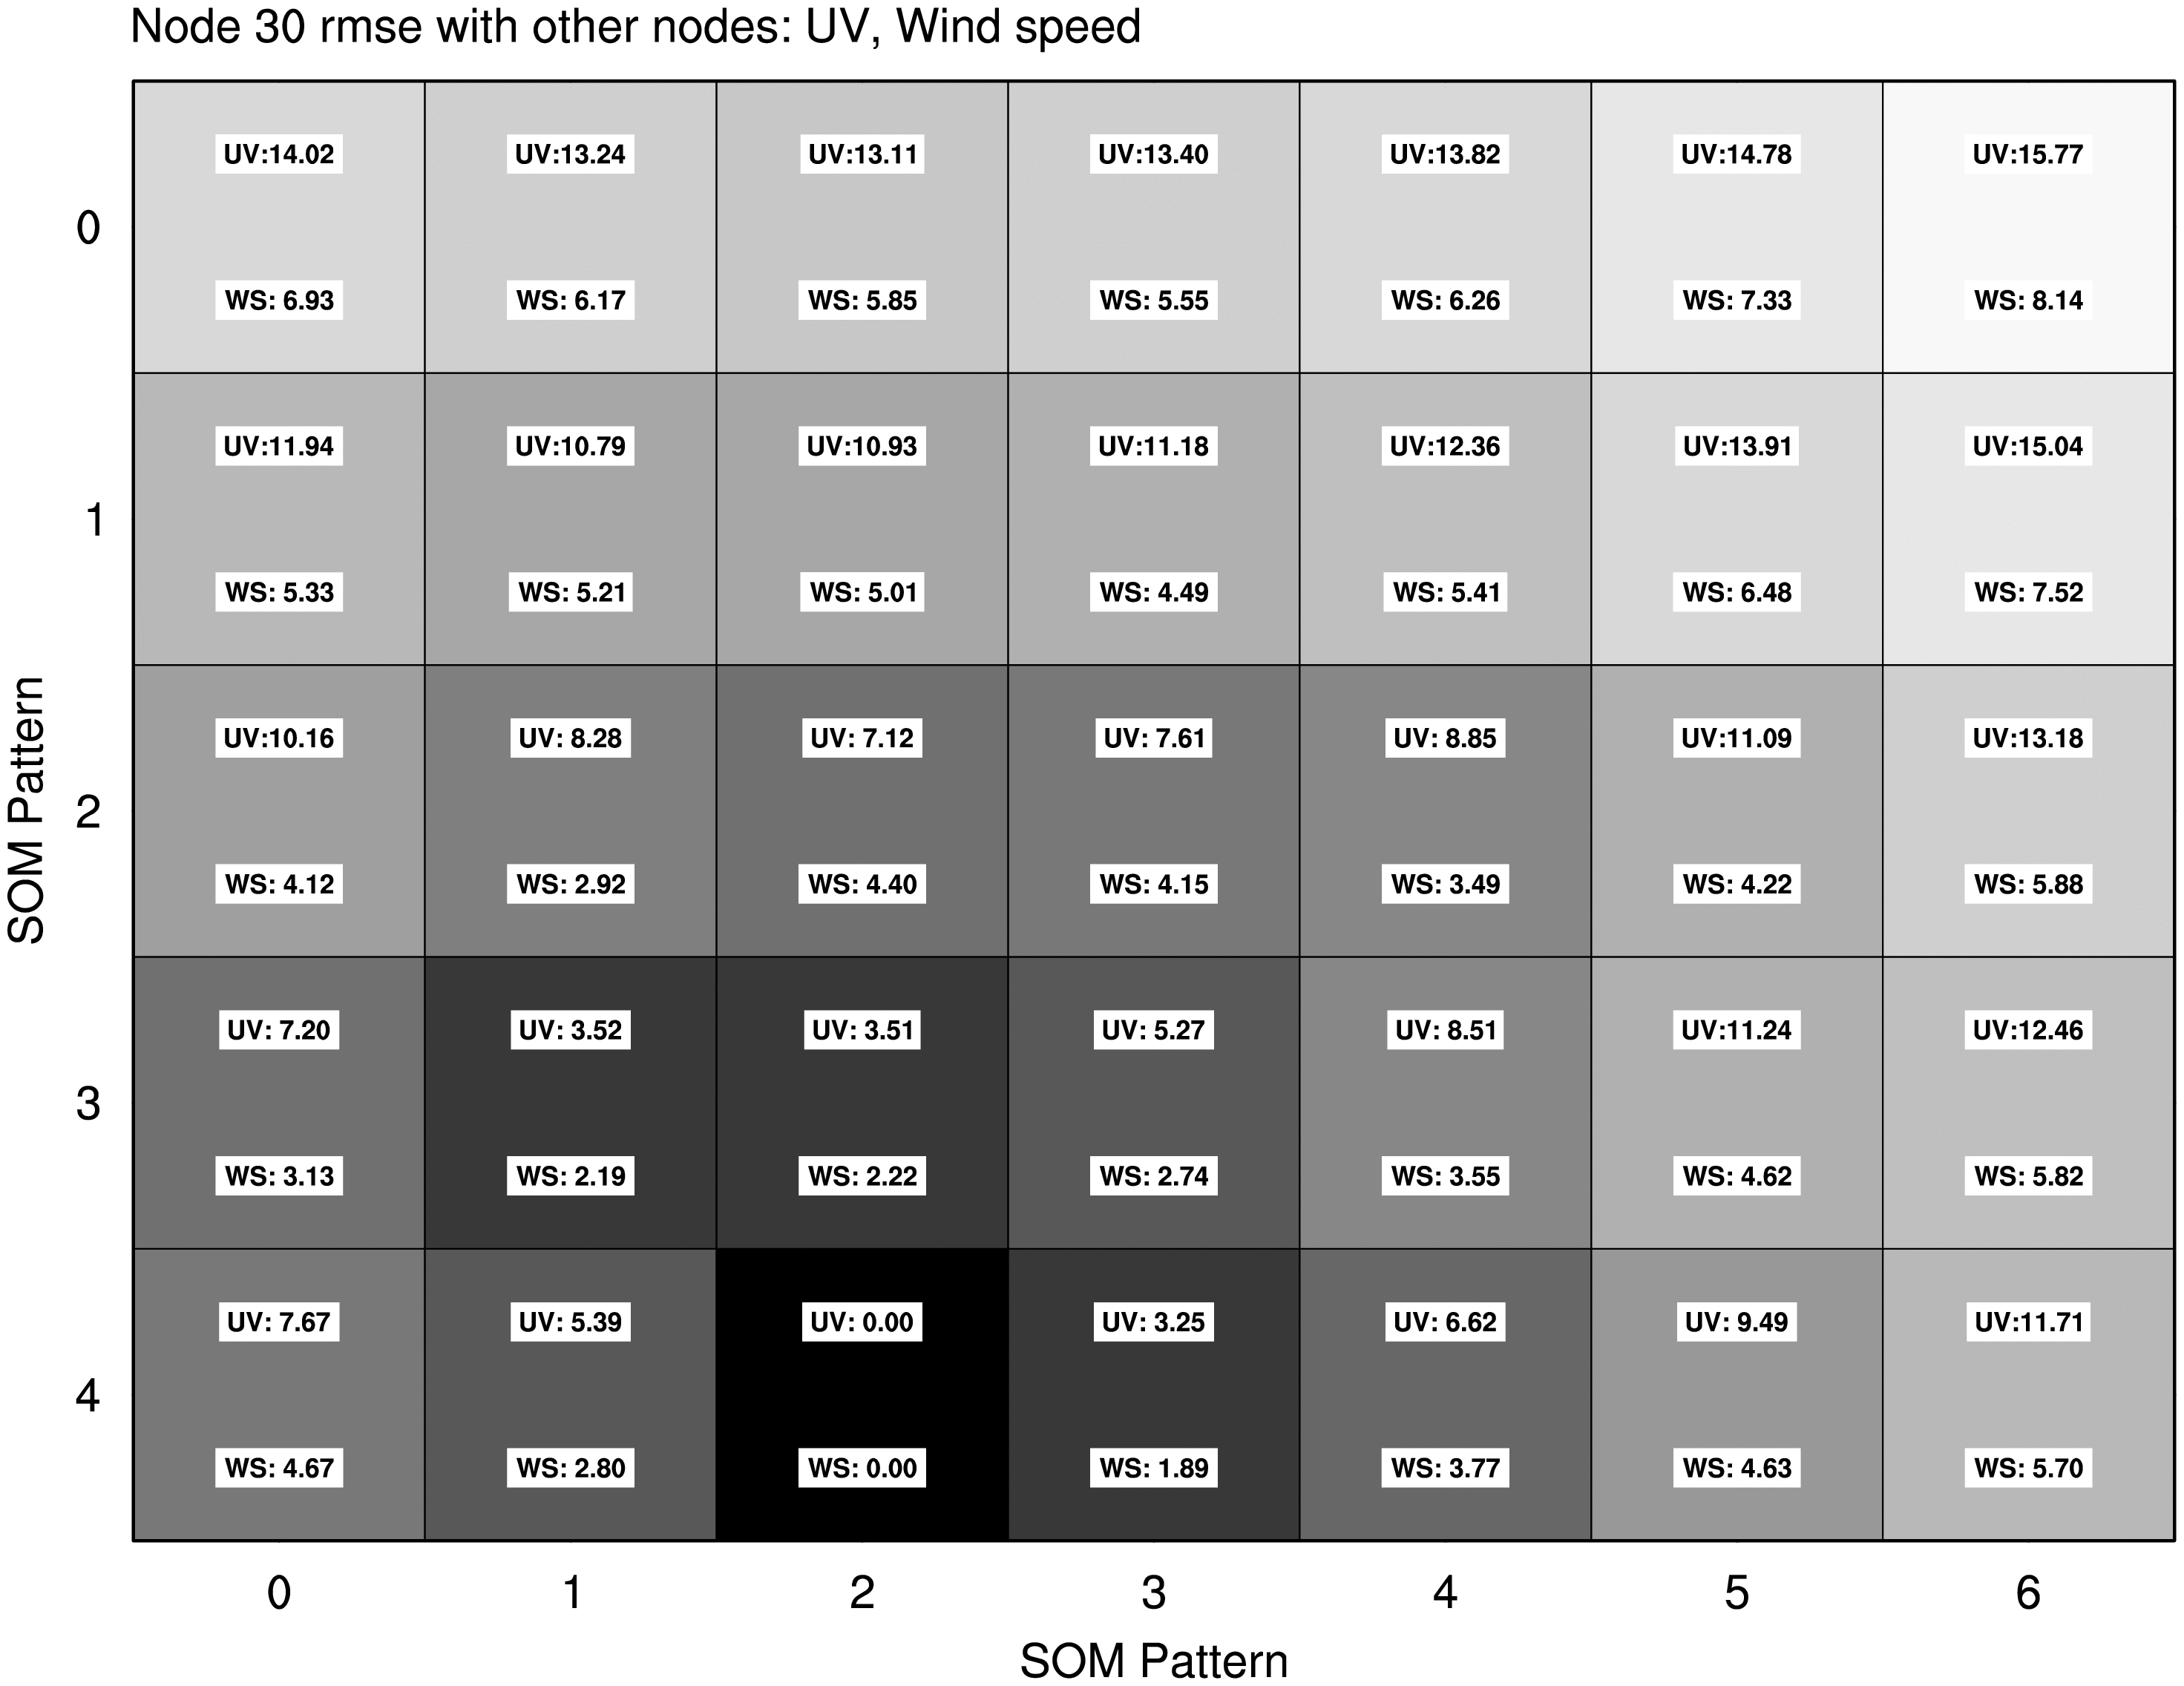 Node 30 rmse with other nodes: UV, Wind speed
UV:14.02 UV:13.24 UV:13.11 UV:13.40 UV:13.82 UV:14.78 UV:15.77
0
WS: 6.93 WS: 6.17 WS: 5.85 WS: 5.55 WS: 6.26 WS: 7.33 WS: 8.14
UV:11.94 UV:10.79 UV:10.93 UV:11.18 UV:12.36 UV:13.91 UV:15.04
1
WS: 5.33 WS: 5.21 WS: 5.01 WS: 4.49 WS: 5.41 WS: 6.48 WS: 7.52
UV:10.16 UV: 8.28 UV: 7.12 UV: 7.61 UV: 8.85 UV:11.09 UV:13.18
2
WS: 4.12 WS: 2.92 WS: 4.40 WS: 4.15 WS: 3.49 WS: 4.22 WS: 5.88
SOM Pattern
UV: 7.20 UV: 3.52 UV: 3.51 UV: 5.27 UV: 8.51 UV:11.24 UV:12.46
3
WS: 3.13 WS: 2.19 WS: 2.22 WS: 2.74 WS: 3.55 WS: 4.62 WS: 5.82
UV: 7.67 UV: 5.39 UV: 0.00 UV: 3.25 UV: 6.62 UV: 9.49 UV:11.71
4
WS: 4.67 WS: 2.80 WS: 0.00 WS: 1.89 WS: 3.77 WS: 4.63 WS: 5.70
0 1 2 3 4 5 6
SOM Pattern